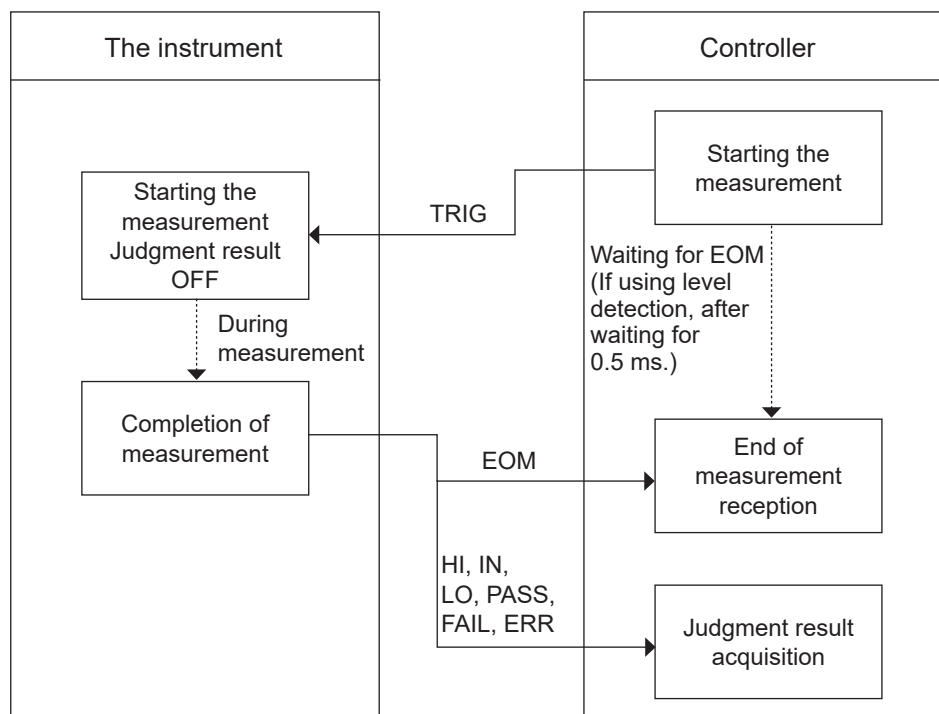 The instrument
Controller
Starting the
measurement
Starting the
measurement
Judgment result
OFF
TRIG
Waiting for EOM
(If using level
detection, after
waiting for
0.5 ms.)
During
measurement
Completion of
measurement
EOM
End of
measurement
reception
HI, IN,
LO, PASS,
FAIL, ERR
Judgment result
acquisition